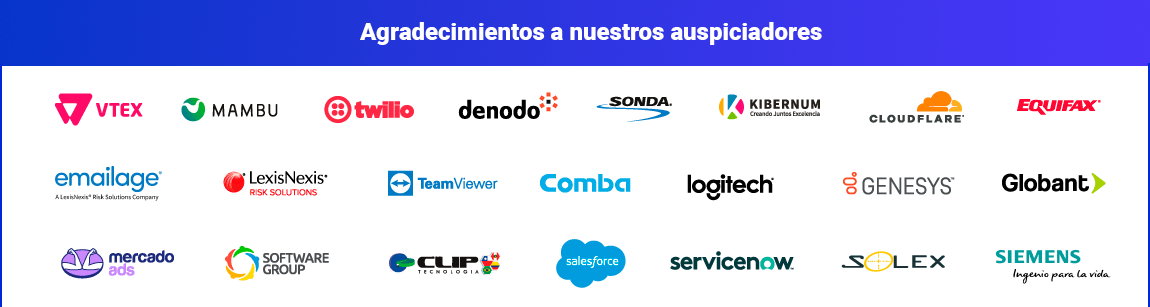 Agradecimientos a nuestros auspiciadores
VTEX
MAMBU
twilio
denodo
SONDA.
KIBERNUM
Creando Juntos Excelencia
CLOUDFLARE
EQUIFAX
emailage
A LexisNexis® Risk Solutions Company
LexisNexis
RISK SOLUTIONS
TeamViewer
Comba
logitech
GENESYS™
Globant
mercado
ads
SOFTWARE
GROUP
CLIP
TECNOLOGIA
salesforce
servicenow
SOLEX
SIEMENS
Ingenio para la vida